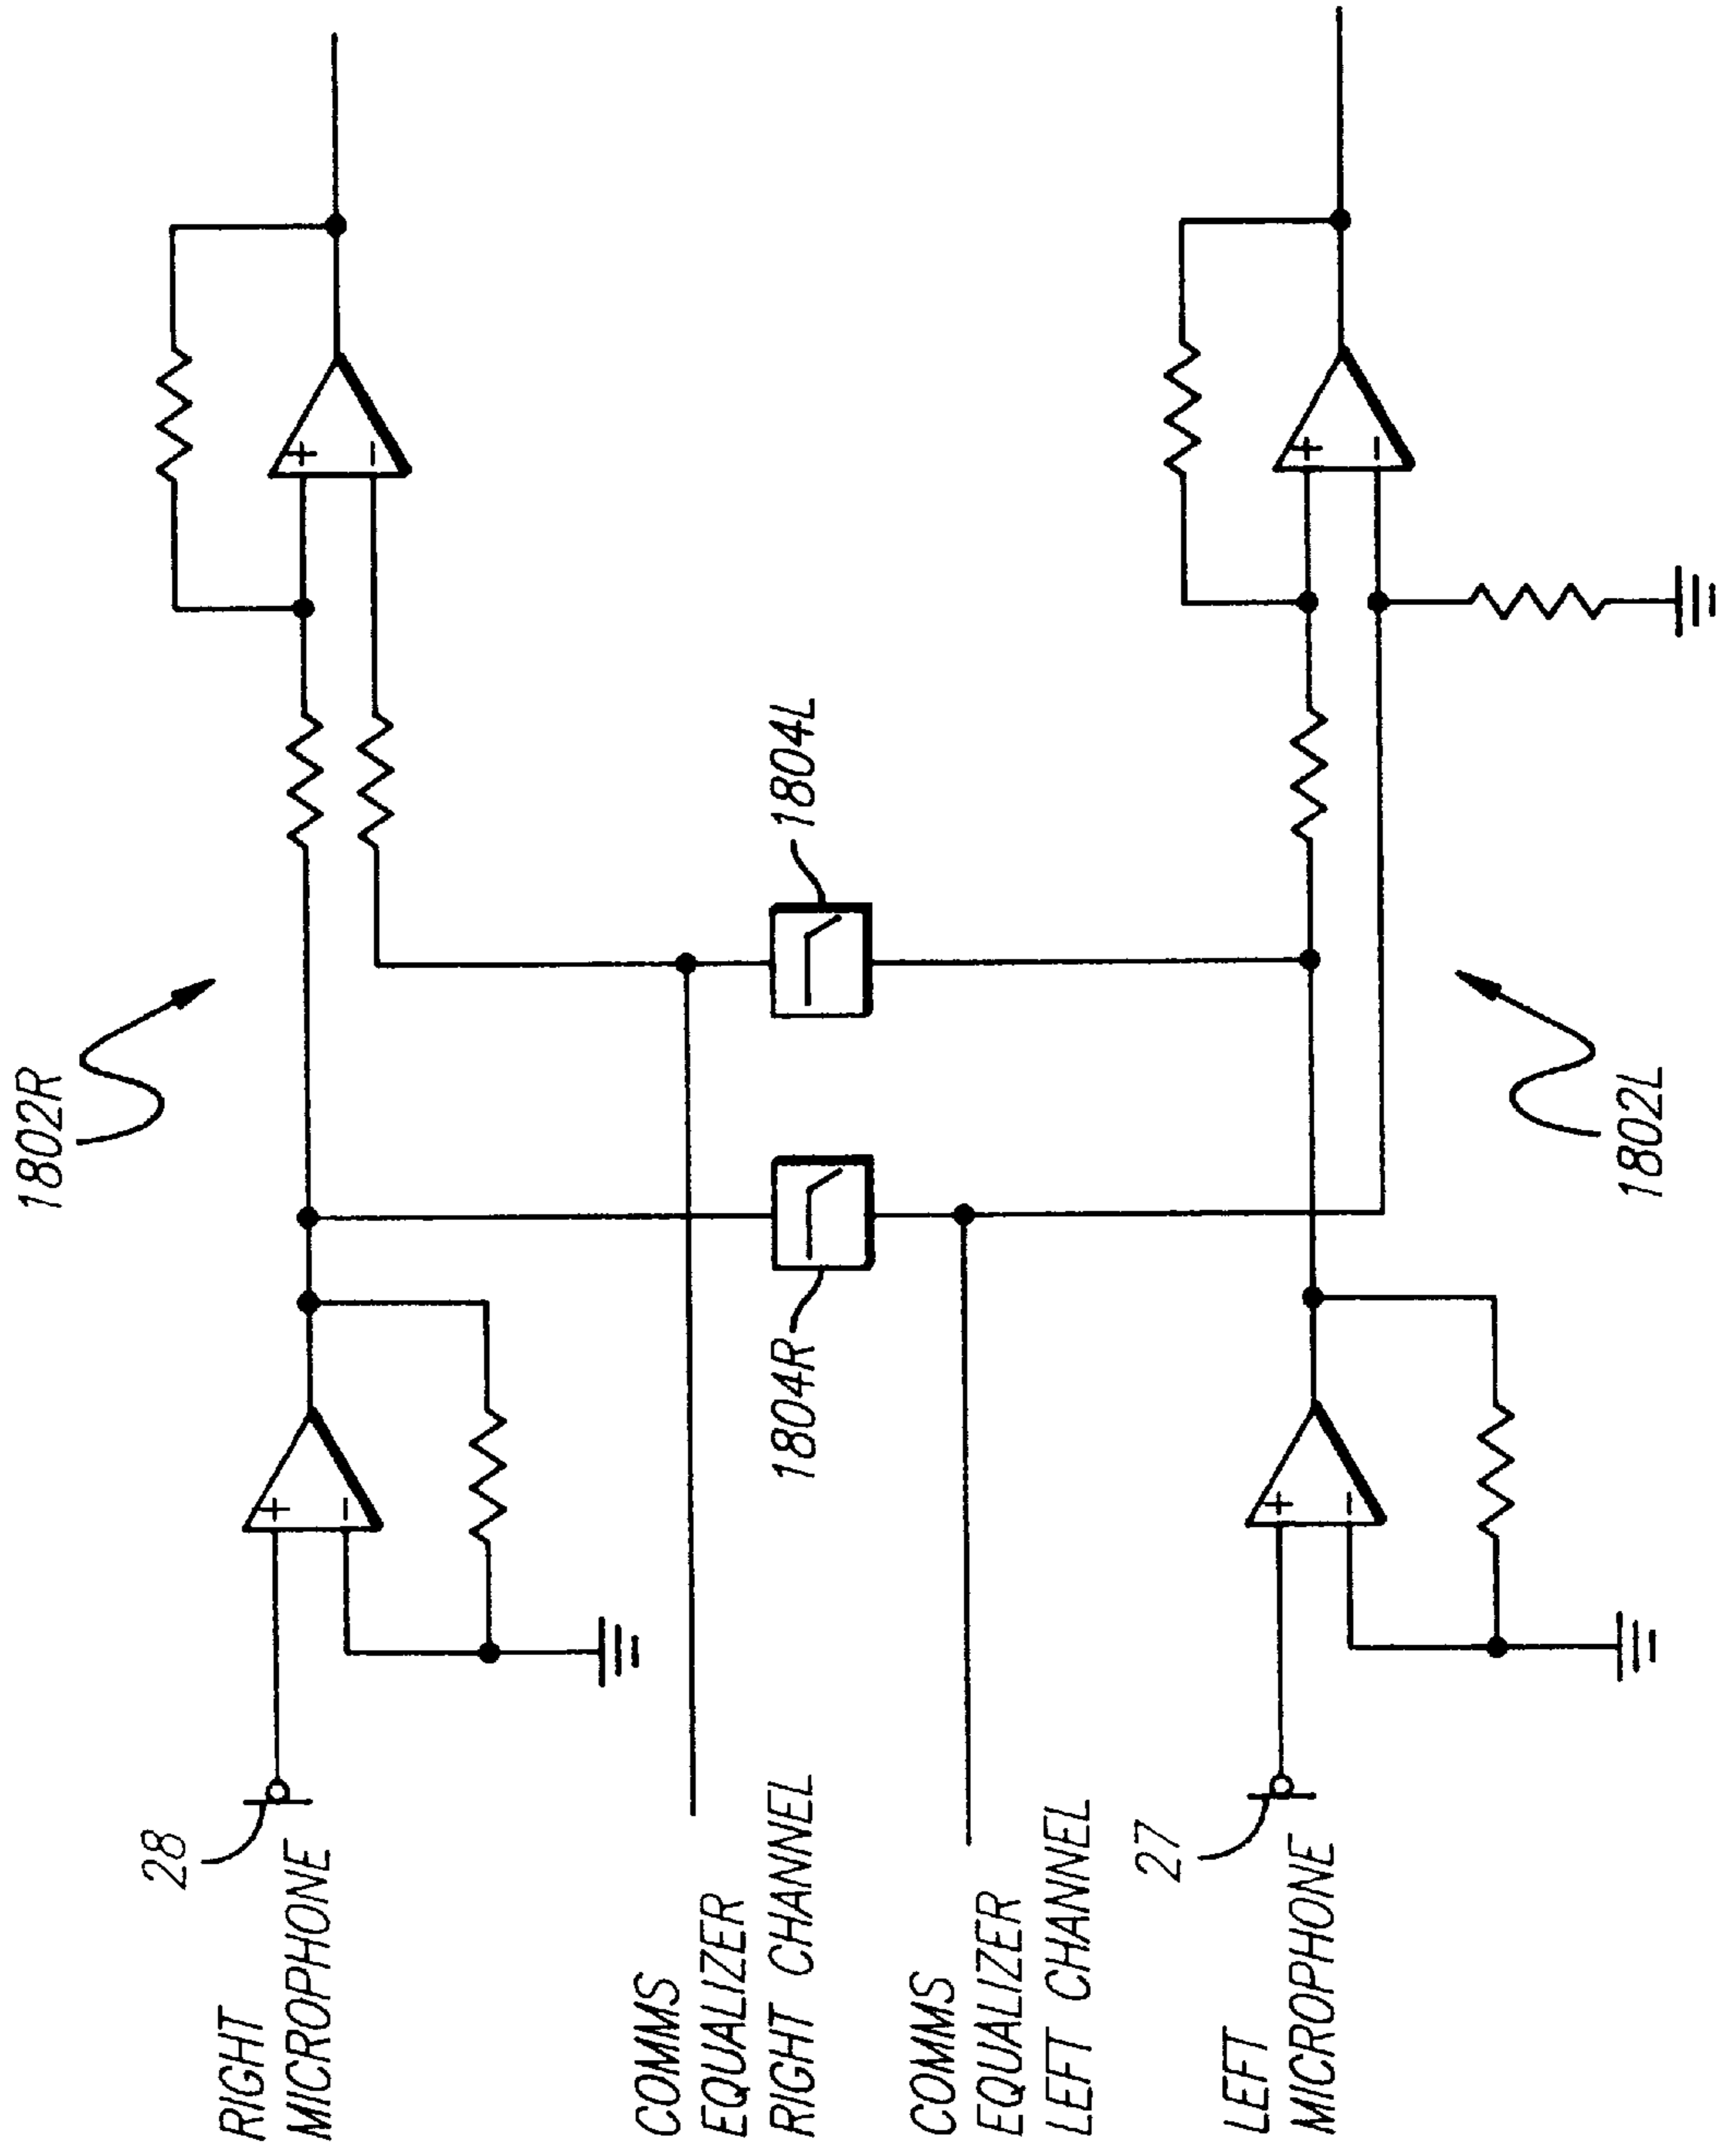 1802R
28
RIGHT
MICROPHONE
1804L
1804R
COMMS
EQUALIZER
RIGHT CHANNEL
COMMS
EQUALIZER
LEFT CHANNEL
27
LEFT
MICROPHONE
1802L
+
−
+
−
+
−
+
−